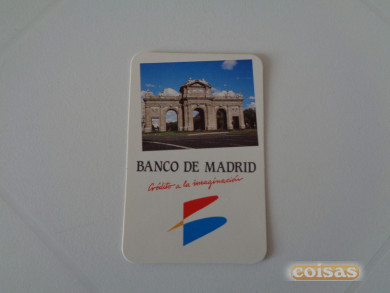 BANCO DE MADRID
Crédito a la imaginación
coisas